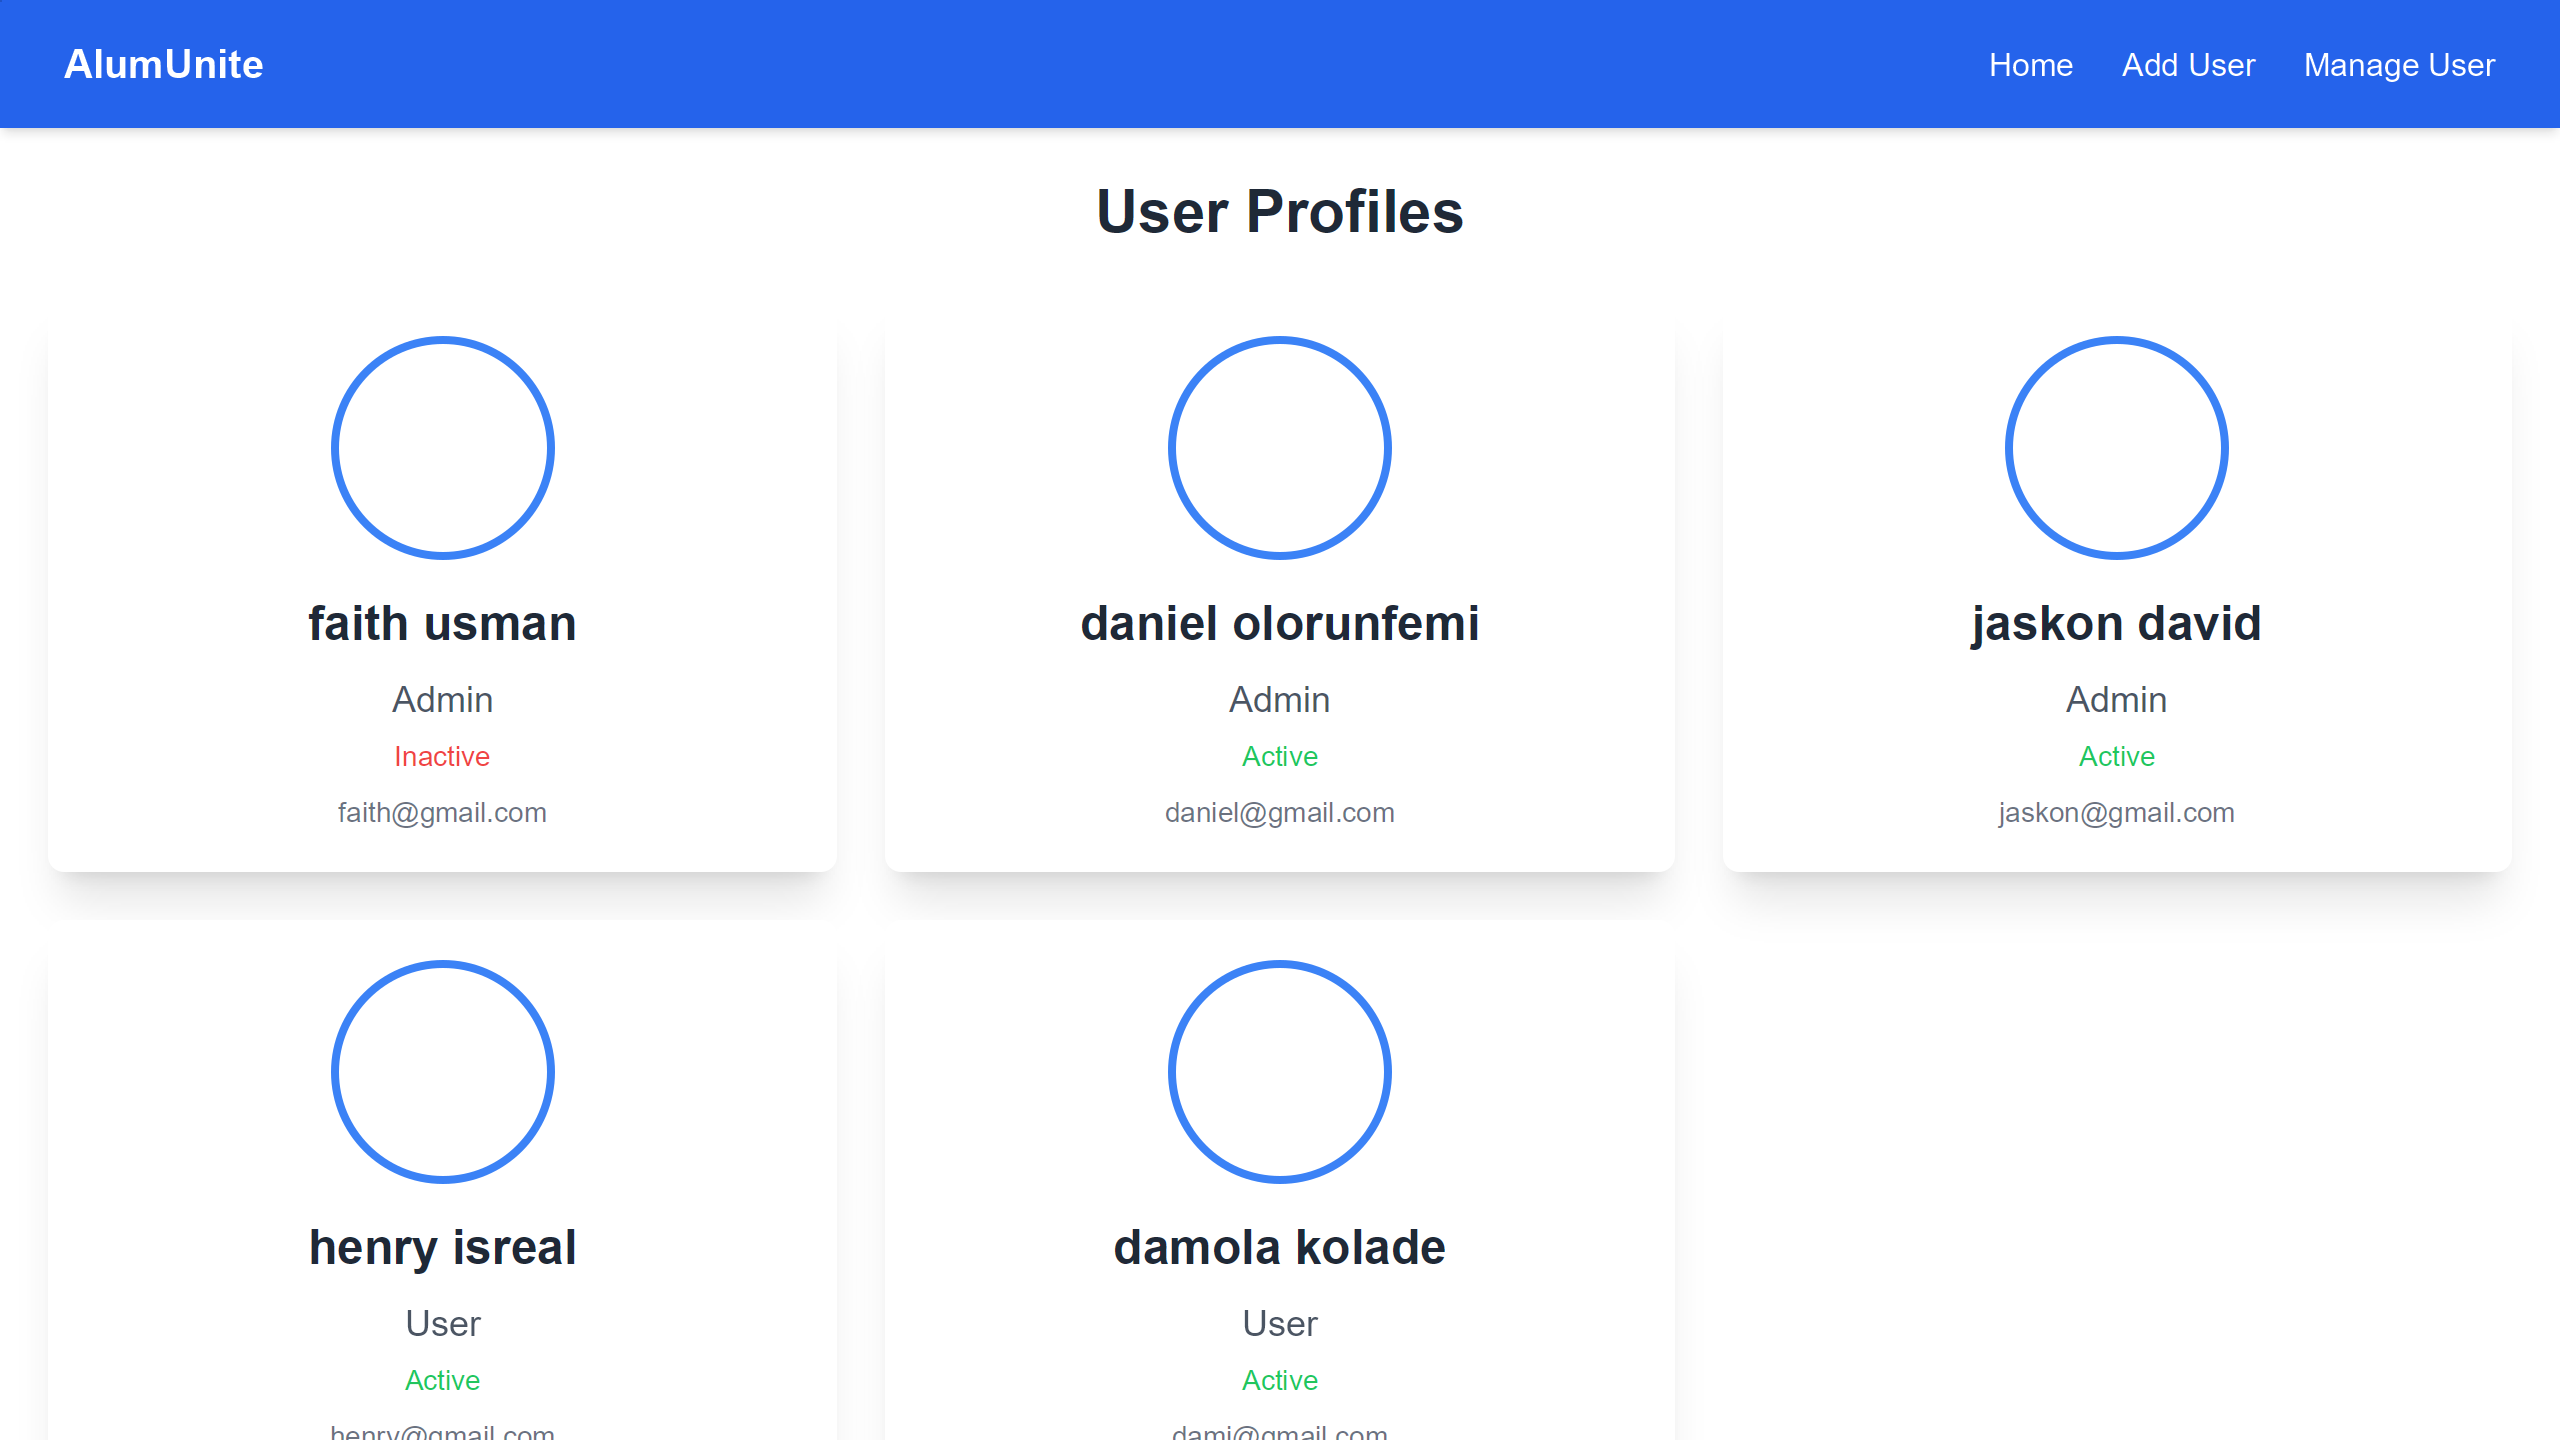 AlumUnite
Home
Add User
Manage User
User Profiles
faith usman
Admin
Inactive
faith@gmail.com
daniel olorunfemi
Admin
Active
daniel@gmail.com
jaskon david
Admin
Active
jaskon@gmail.com
henry isreal
User
Active
henry@gmail.com
damola kolade
User
Active
dami@gmail.com